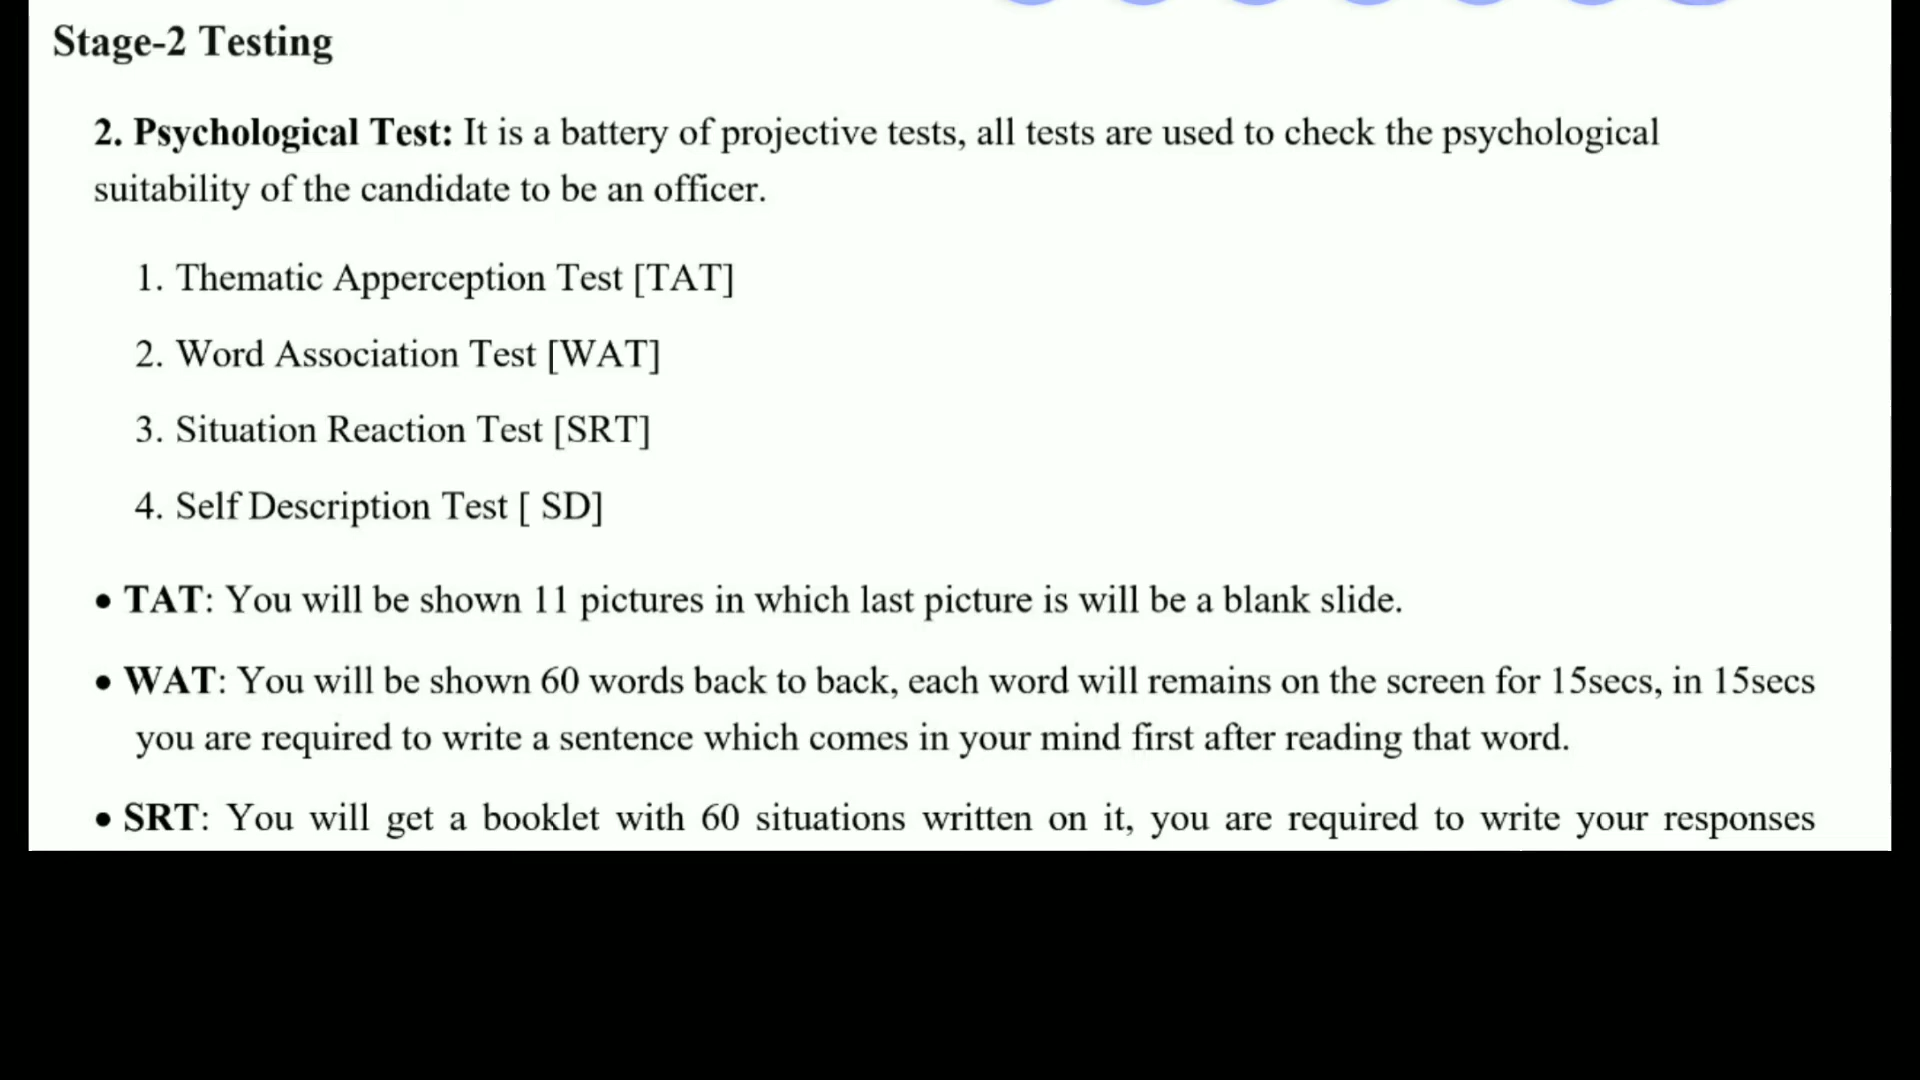 Stage-2 Testing
2. Psychological Test: It is a battery of projective tests, all tests are used to check the psychological
suitability of the candidate to be an officer.
1. Thematic Apperception Test [TAT]
2. Word Association Test [WAT]
3. Situation Reaction Test [SRT]
4. Self Description Test [ SD]
• TAT: You will be shown 11 pictures in which last picture is will be a blank slide.
• WAT: You will be shown 60 words back to back, each word will remains on the screen for 15secs, in 15secs
you are required to write a sentence which comes in your mind first after reading that word.
• SRT: You will get a booklet with 60 situations written on it, you are required to write your responses